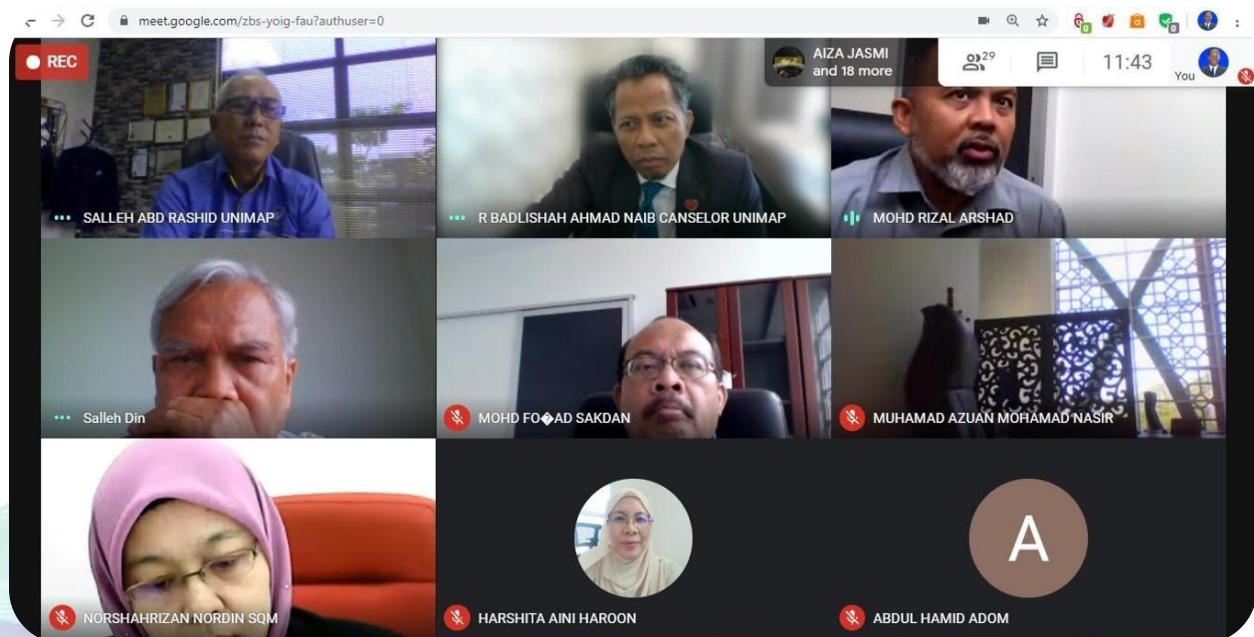 meet.google.com/zbs-yoig-fau?authuser=0
0
0
REC
AIZA JASMI
and 18 more
29
11:43
You
SALLEH ABD RASHID UNIMAP
R BADLISHAH AHMAD NAIB CANSELOR UNIMAP
MOHD RIZAL ARSHAD
Salleh Din
MOHD FO�AD SAKDAN
MUHAMAD AZUAN MOHAMAD NASIR
A
NORSHAHRIZAN NORDIN SQM
HARSHITA AINI HAROON
ABDUL HAMID ADOM